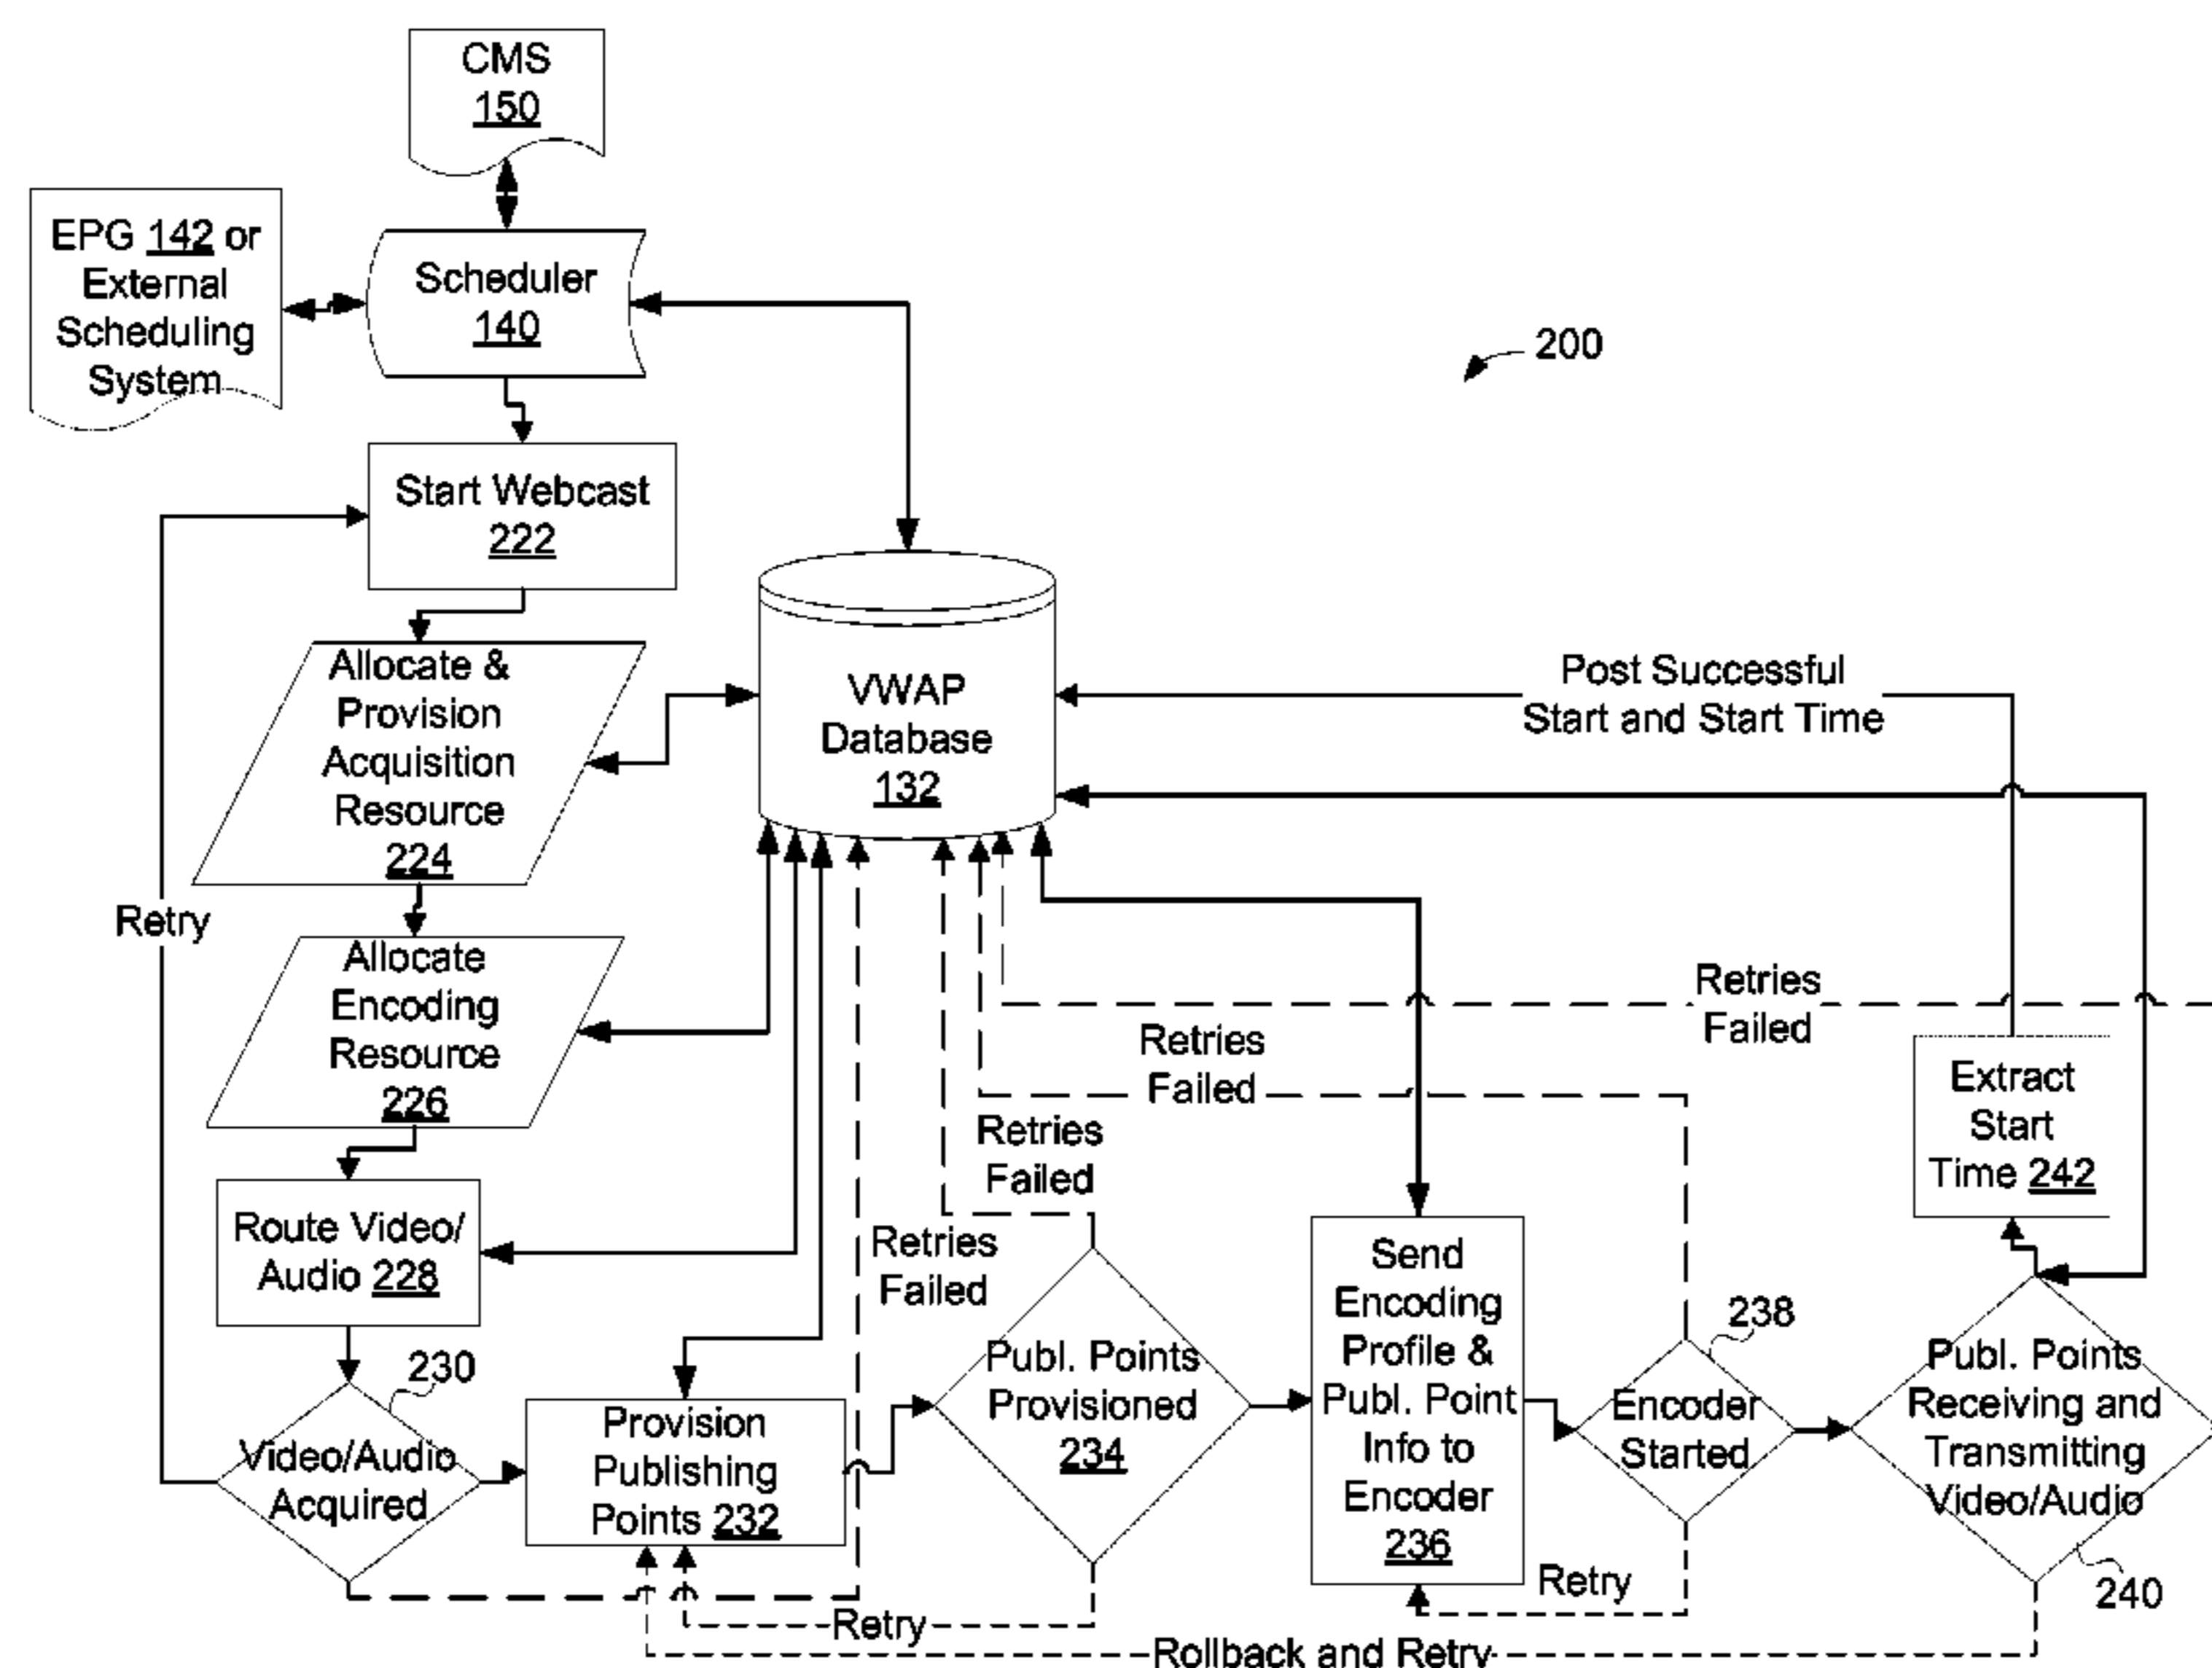 CMS
150
EPG 142 or
External
Scheduling
System
Scheduler
140
200
Start Webcast
222
Allocate &
Provision
Acquisition
Resource
224
VWAP
Database
132
Post Successful
Start and Start Time
Retry
Allocate
Encoding
Resource
226
Retries
Failed
Retries
Failed
Retries
Failed
Retries
Failed
Extract
Start
Time 242
Route Video/
Audio 228
230
Video/Audio
Acquired
Provision
Publishing
Points 232
Publ. Points
Provisioned
234
Send
Encoding
Profile &
Publ. Point
Info to
Encoder
236
238
Encoder
Started
Publ. Points
Receiving and
Transmitting
Video/Audio
240
Retry
Retry
Rollback and Retry